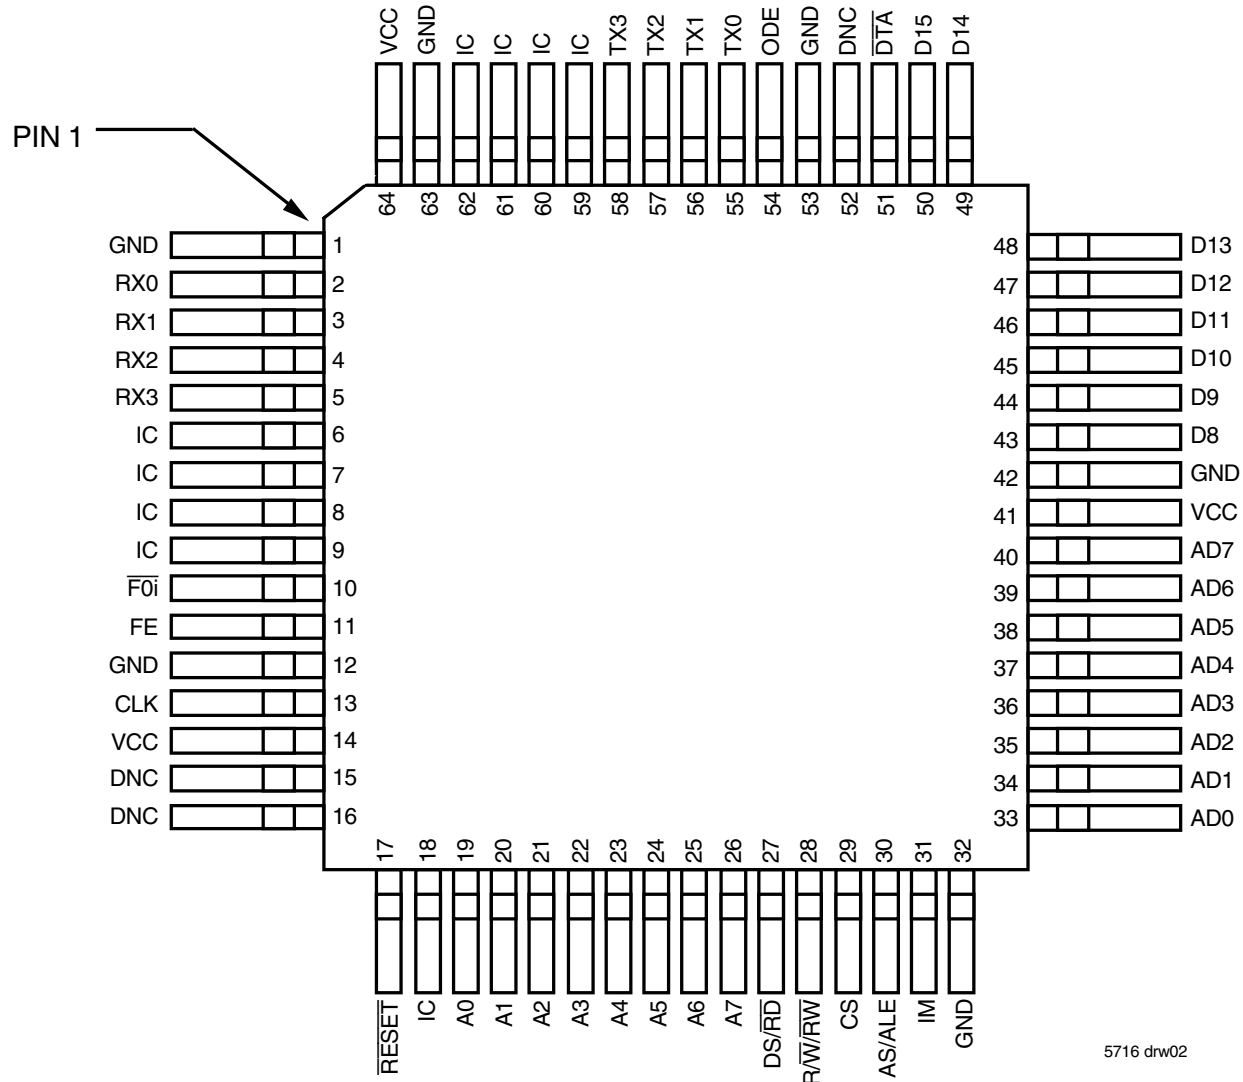 VCC GND IC IC IC IC TX3 TX2 TX1 TX0 ODE GND DNC D̅T̅A̅ D15 D14
PIN 1
64 63 62 61 60 59 58 57 56 55 54 53 52 51 50 49
GND 1 48 D13
RX0 2 47 D12
RX1 3 46 D11
RX2 4 45 D10
RX3 5 44 D9
IC 6 43 D8
IC 7 42 GND
IC 8 41 VCC
IC 9 40 AD7
F̅0̅i̅ 10 39 AD6
FE 11 38 AD5
GND 12 37 AD4
CLK 13 36 AD3
VCC 14 35 AD2
DNC 15 34 AD1
DNC 16 33 AD0
17 18 19 20 21 22 23 24 25 26 27 28 29 30 31 32
R̅E̅S̅E̅T̅ IC A0 A1 A2 A3 A4 A5 A6 A7 DS/R̅D̅ R/W̅/R̅W̅ CS AS/ALE IM GND
5716 drw02